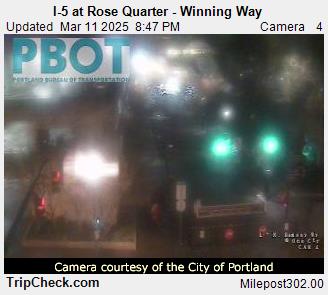 I-5 at Rose Quarter - Winning Way
Updated Mar 11 2025 8:47 PM Camera 4
PBOT
PORTLAND BUREAU OF TRANSPORTATION
Camera courtesy of the City of Portland
TripCheck.com Milepost302.00